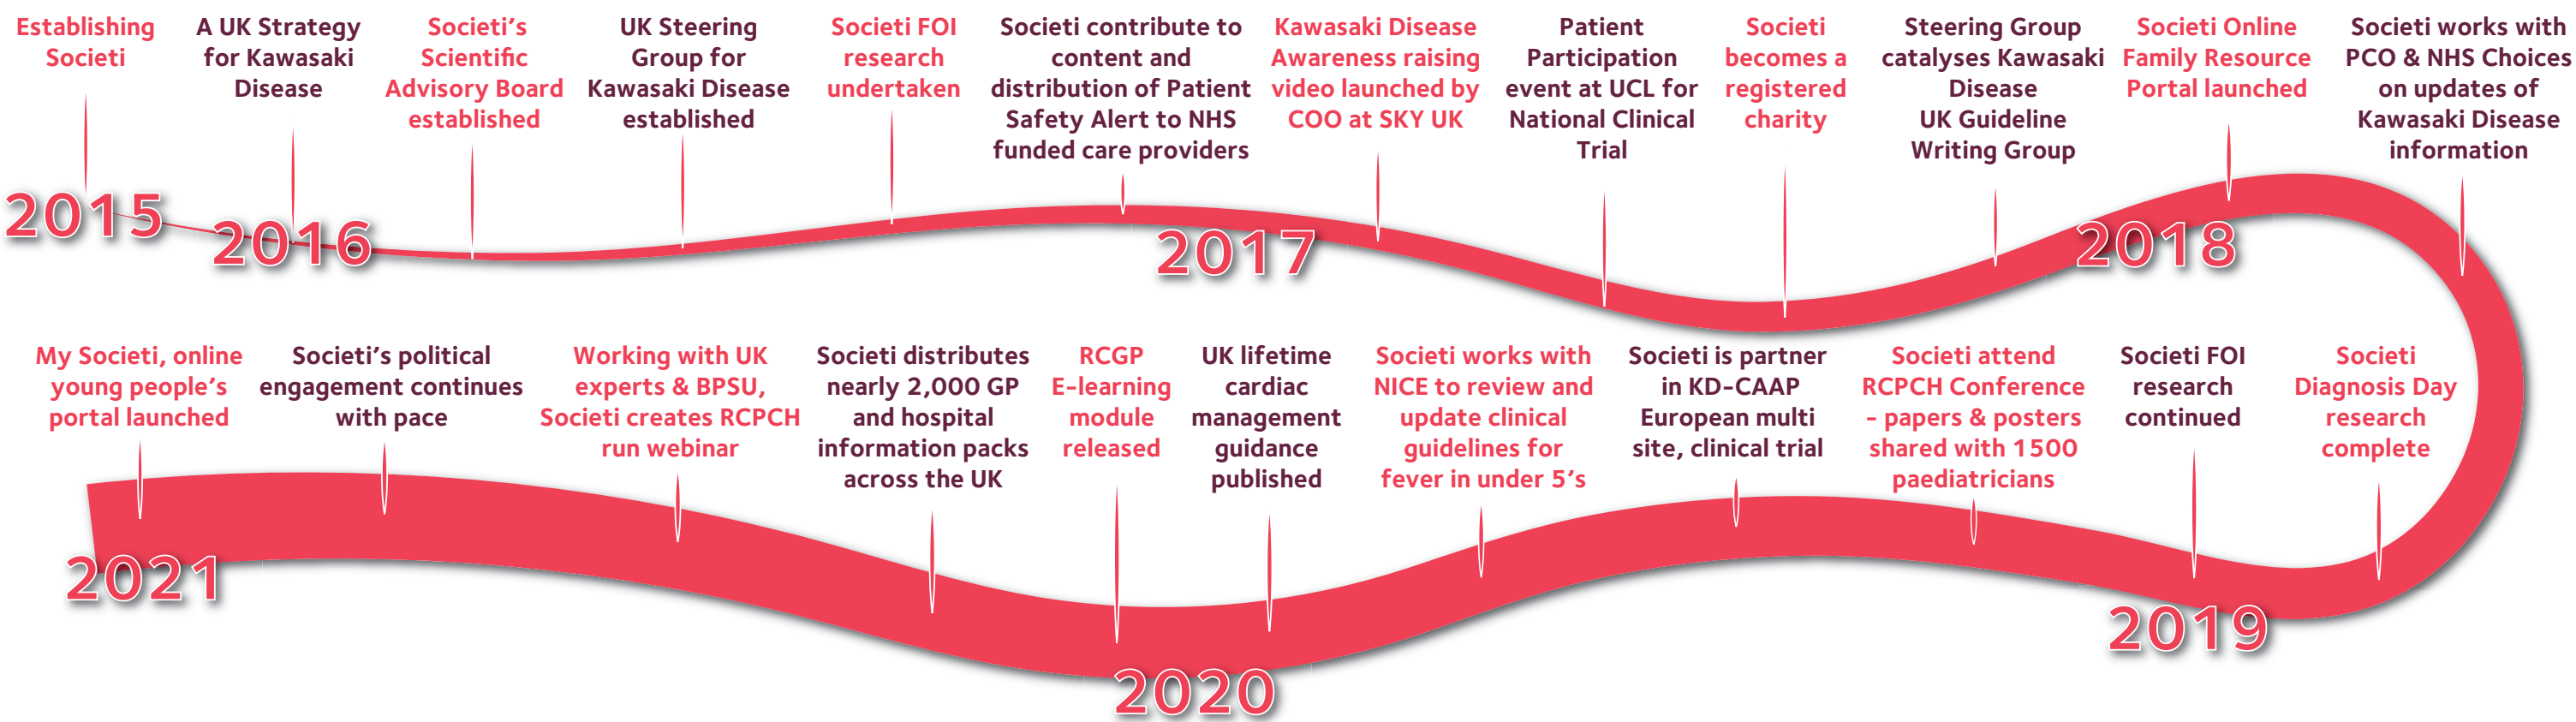 Establishing
Societi
A UK Strategy
for Kawasaki
Disease
Societi’s
Scientific
Advisory Board
established
UK Steering
Group for
Kawasaki Disease
established
Societi FOI
research
undertaken
Societi contribute to
content and
distribution of Patient
Safety Alert to NHS
funded care providers
Kawasaki Disease
Awareness raising
video launched by
COO at SKY UK
Patient
Participation
event at UCL for
National Clinical
Trial
Societi
becomes a
registered
charity
Steering Group
catalyses Kawasaki
Disease
UK Guideline
Writing Group
Societi Online
Family Resource
Portal launched
Societi works with
PCO & NHS Choices
on updates of
Kawasaki Disease
information
2015
2016
2017
2018
My Societi, online
young people’s
portal launched
Societi’s political
engagement continues
with pace
Working with UK
experts & BPSU,
Societi creates RCPCH
run webinar
Societi distributes
nearly 2,000 GP
and hospital
information packs
across the UK
RCGP
E-learning
module
released
UK lifetime
cardiac
management
guidance
published
Societi works with
NICE to review and
update clinical
guidelines for
fever in under 5’s
Societi is partner
in KD-CAAP
European multi
site, clinical trial
Societi attend
RCPCH Conference
- papers & posters
shared with 1500
paediatricians
Societi FOI
research
continued
Societi
Diagnosis Day
research
complete
2021
2020
2019